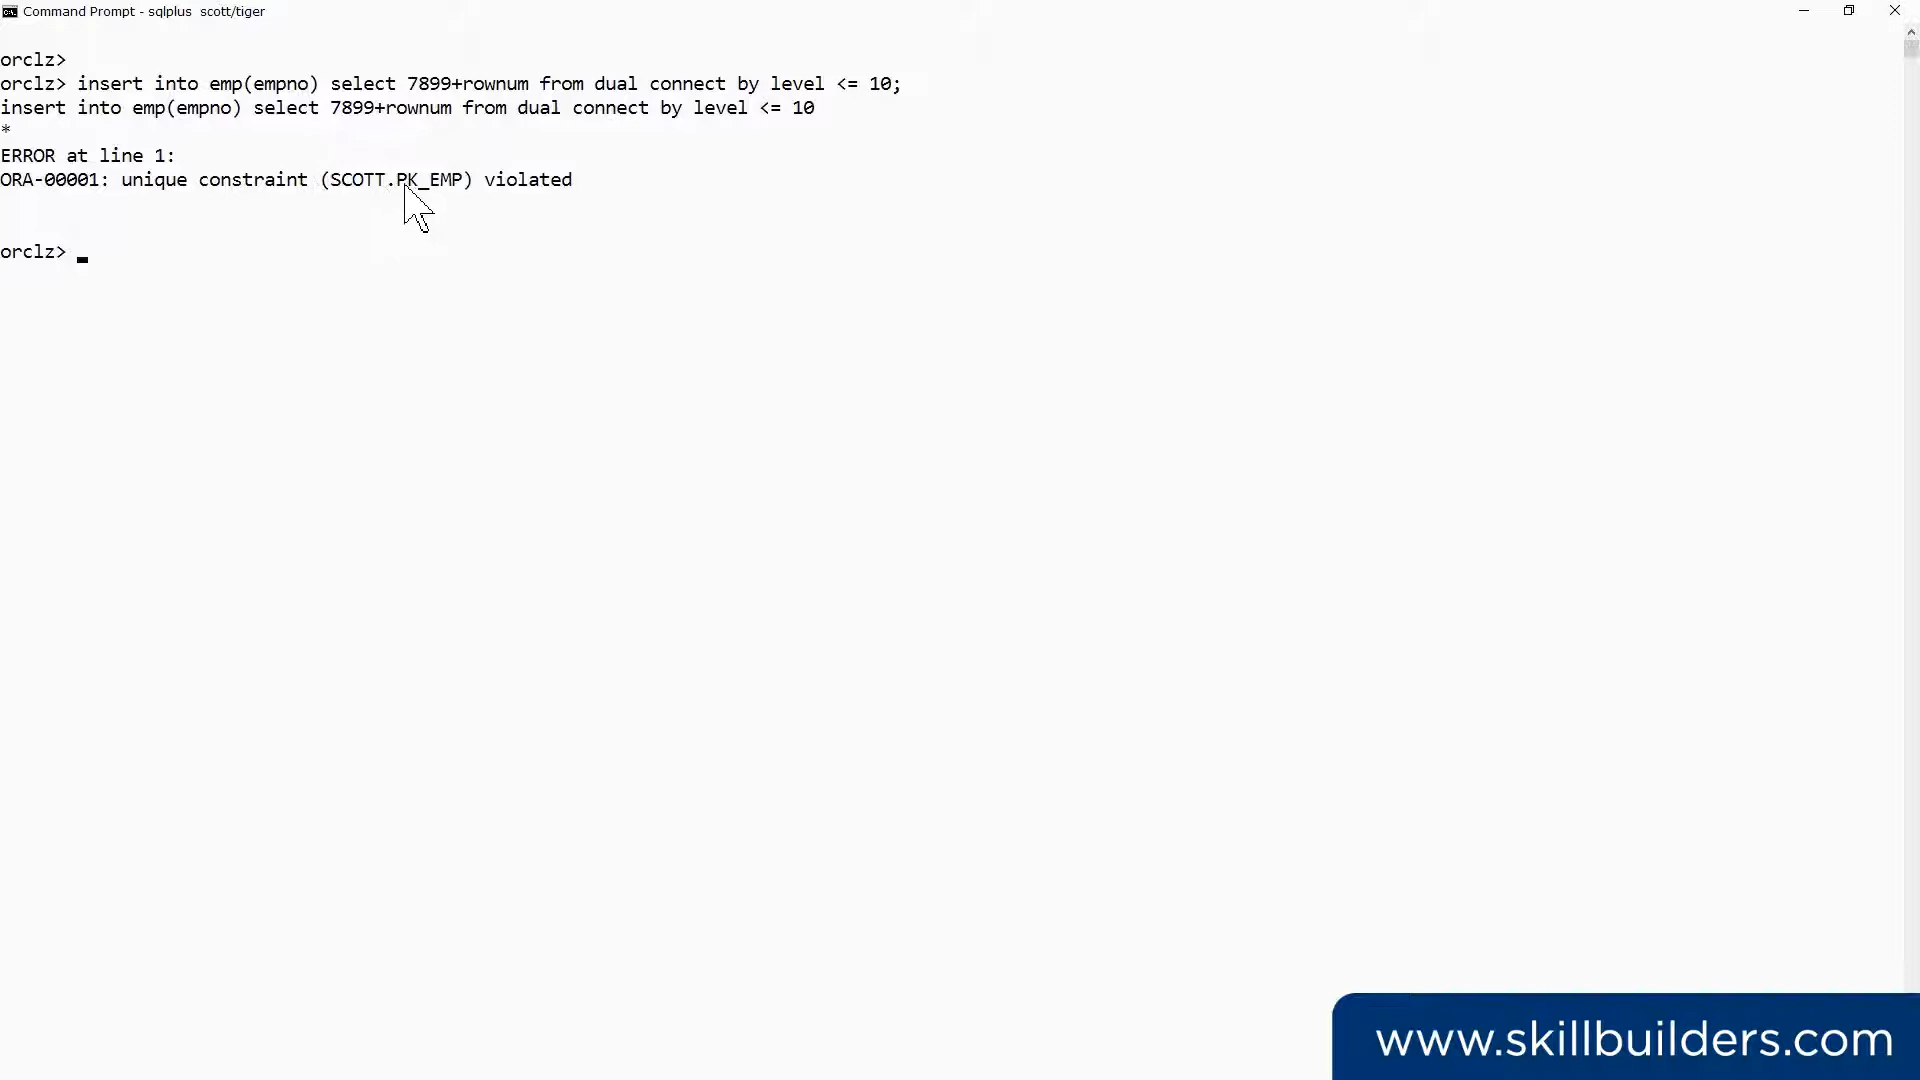 Command Prompt - sqlplus  scott/tiger
orclz>
orclz> insert into emp(empno) select 7899+rownum from dual connect by level <= 10;
insert into emp(empno) select 7899+rownum from dual connect by level <= 10
*
ERROR at line 1:
ORA-00001: unique constraint (SCOTT.PK_EMP) violated
orclz>
www.skillbuilders.com